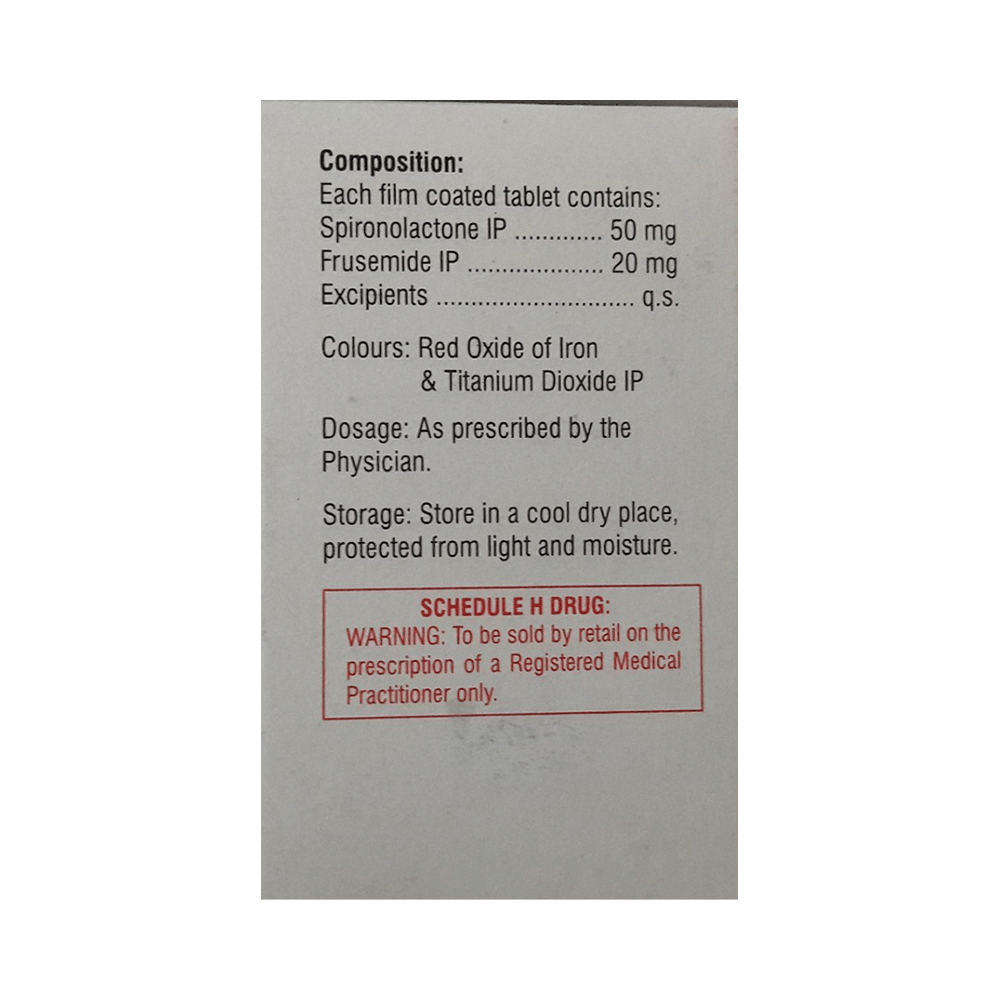 Composition:
Each film coated tablet contains:
Spironolactone IP ............. 50 mg
Frusemide IP .................... 20 mg
Excipients ............................. q.s.
Colours: Red Oxide of Iron
& Titanium Dioxide IP
Dosage: As prescribed by the
Physician.
Storage: Store in a cool dry place,
protected from light and moisture.
SCHEDULE H DRUG:
WARNING: To be sold by retail on the
prescription of a Registered Medical
Practitioner only.